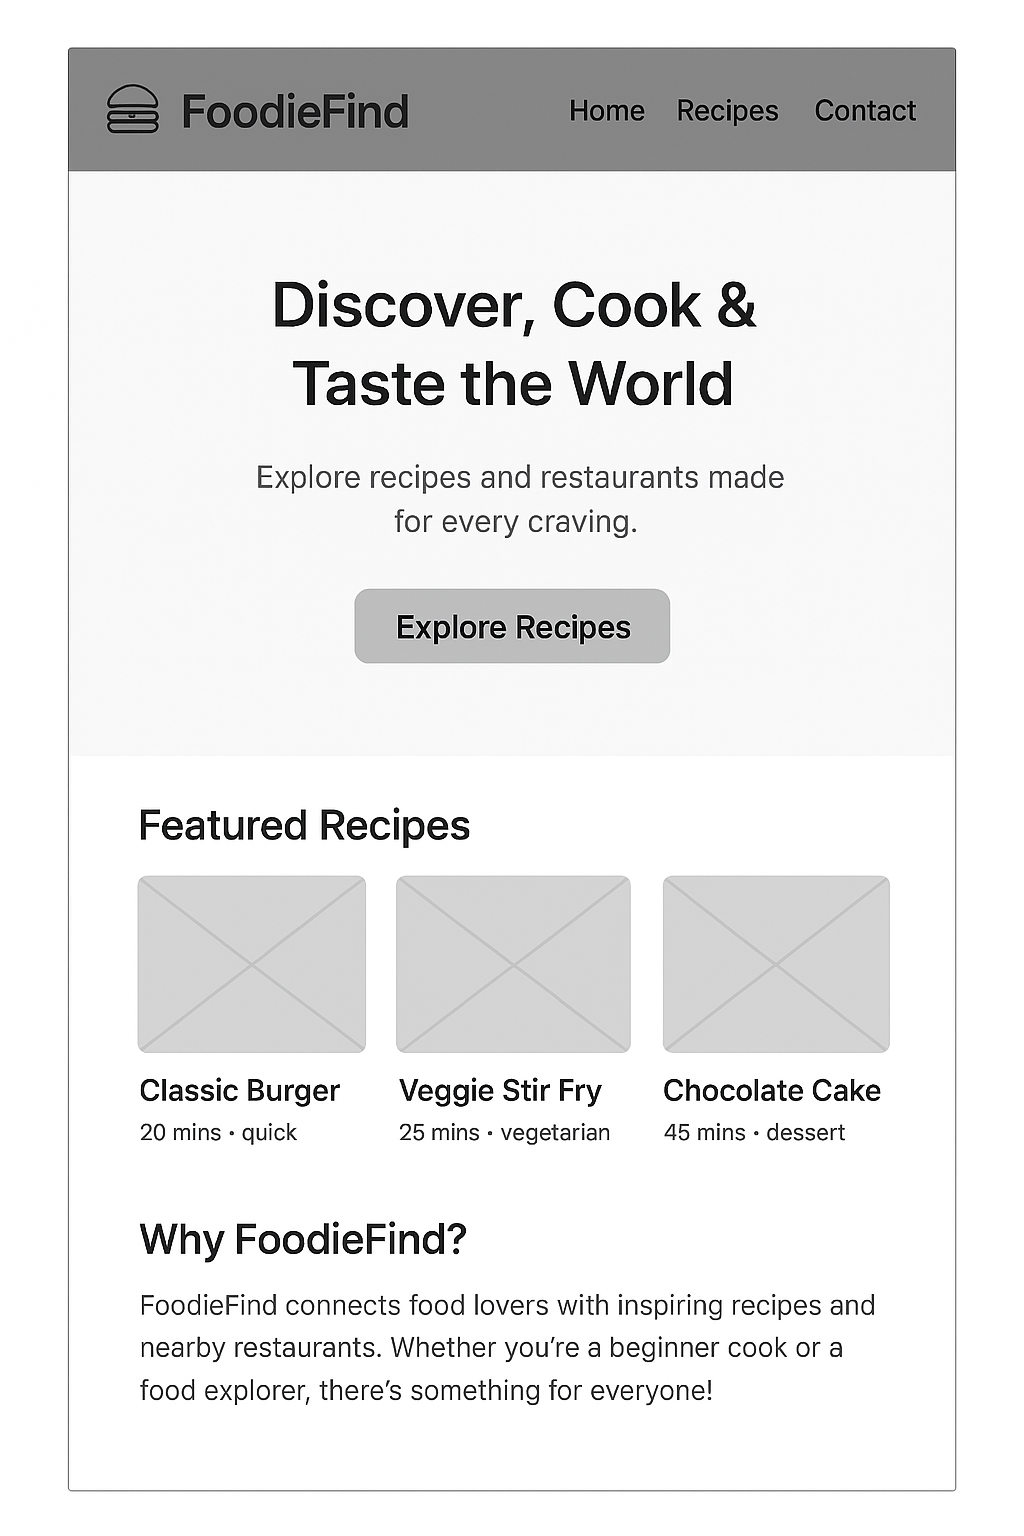 FoodieFind
Home Recipes Contact
Discover, Cook &
Taste the World
Explore recipes and restaurants made
for every craving.
Explore Recipes
Featured Recipes
Classic Burger
20 mins • quick
Veggie Stir Fry
25 mins • vegetarian
Chocolate Cake
45 mins • dessert
Why FoodieFind?
FoodieFind connects food lovers with inspiring recipes and
nearby restaurants. Whether you’re a beginner cook or a
food explorer, there’s something for everyone!